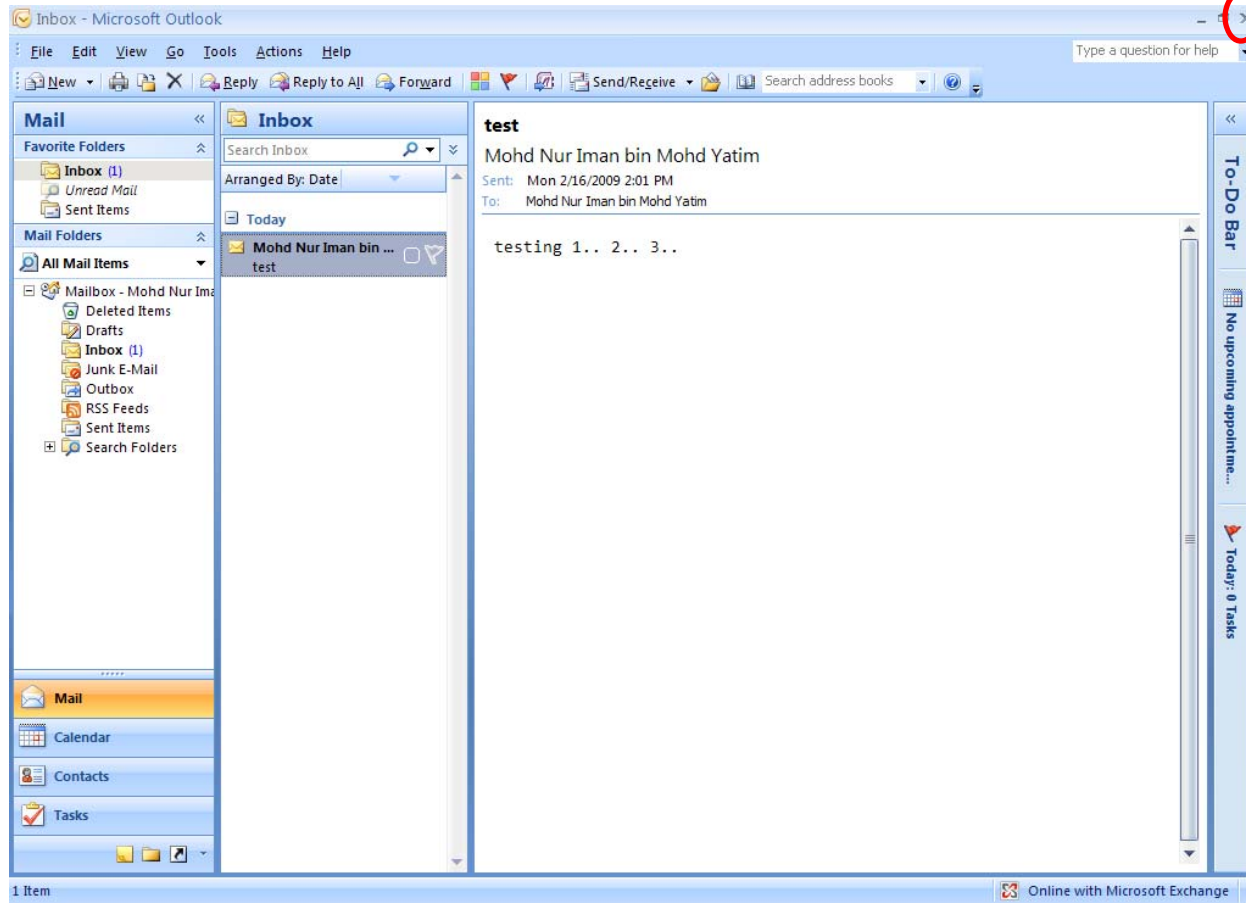 Inbox - Microsoft Outlook
File Edit View Go Tools Actions Help
Type a question for help
New Reply Reply to All Forward Send/Receive Search address books
Mail
Favorite Folders
Inbox (1)
Unread Mail
Sent Items
Mail Folders
All Mail Items
Mailbox - Mohd Nur Ima
Deleted Items
Drafts
Inbox (1)
Junk E-Mail
Outbox
RSS Feeds
Sent Items
Search Folders
Mail
Calendar
Contacts
Tasks
Inbox
Search Inbox
Arranged By: Date
Today
Mohd Nur Iman bin ...
test
test
Mohd Nur Iman bin Mohd Yatim
Sent: Mon 2/16/2009 2:01 PM
To: Mohd Nur Iman bin Mohd Yatim
testing 1.. 2.. 3..
To-Do Bar
No upcoming appointme...
Today: 0 Tasks
1 Item
Online with Microsoft Exchange